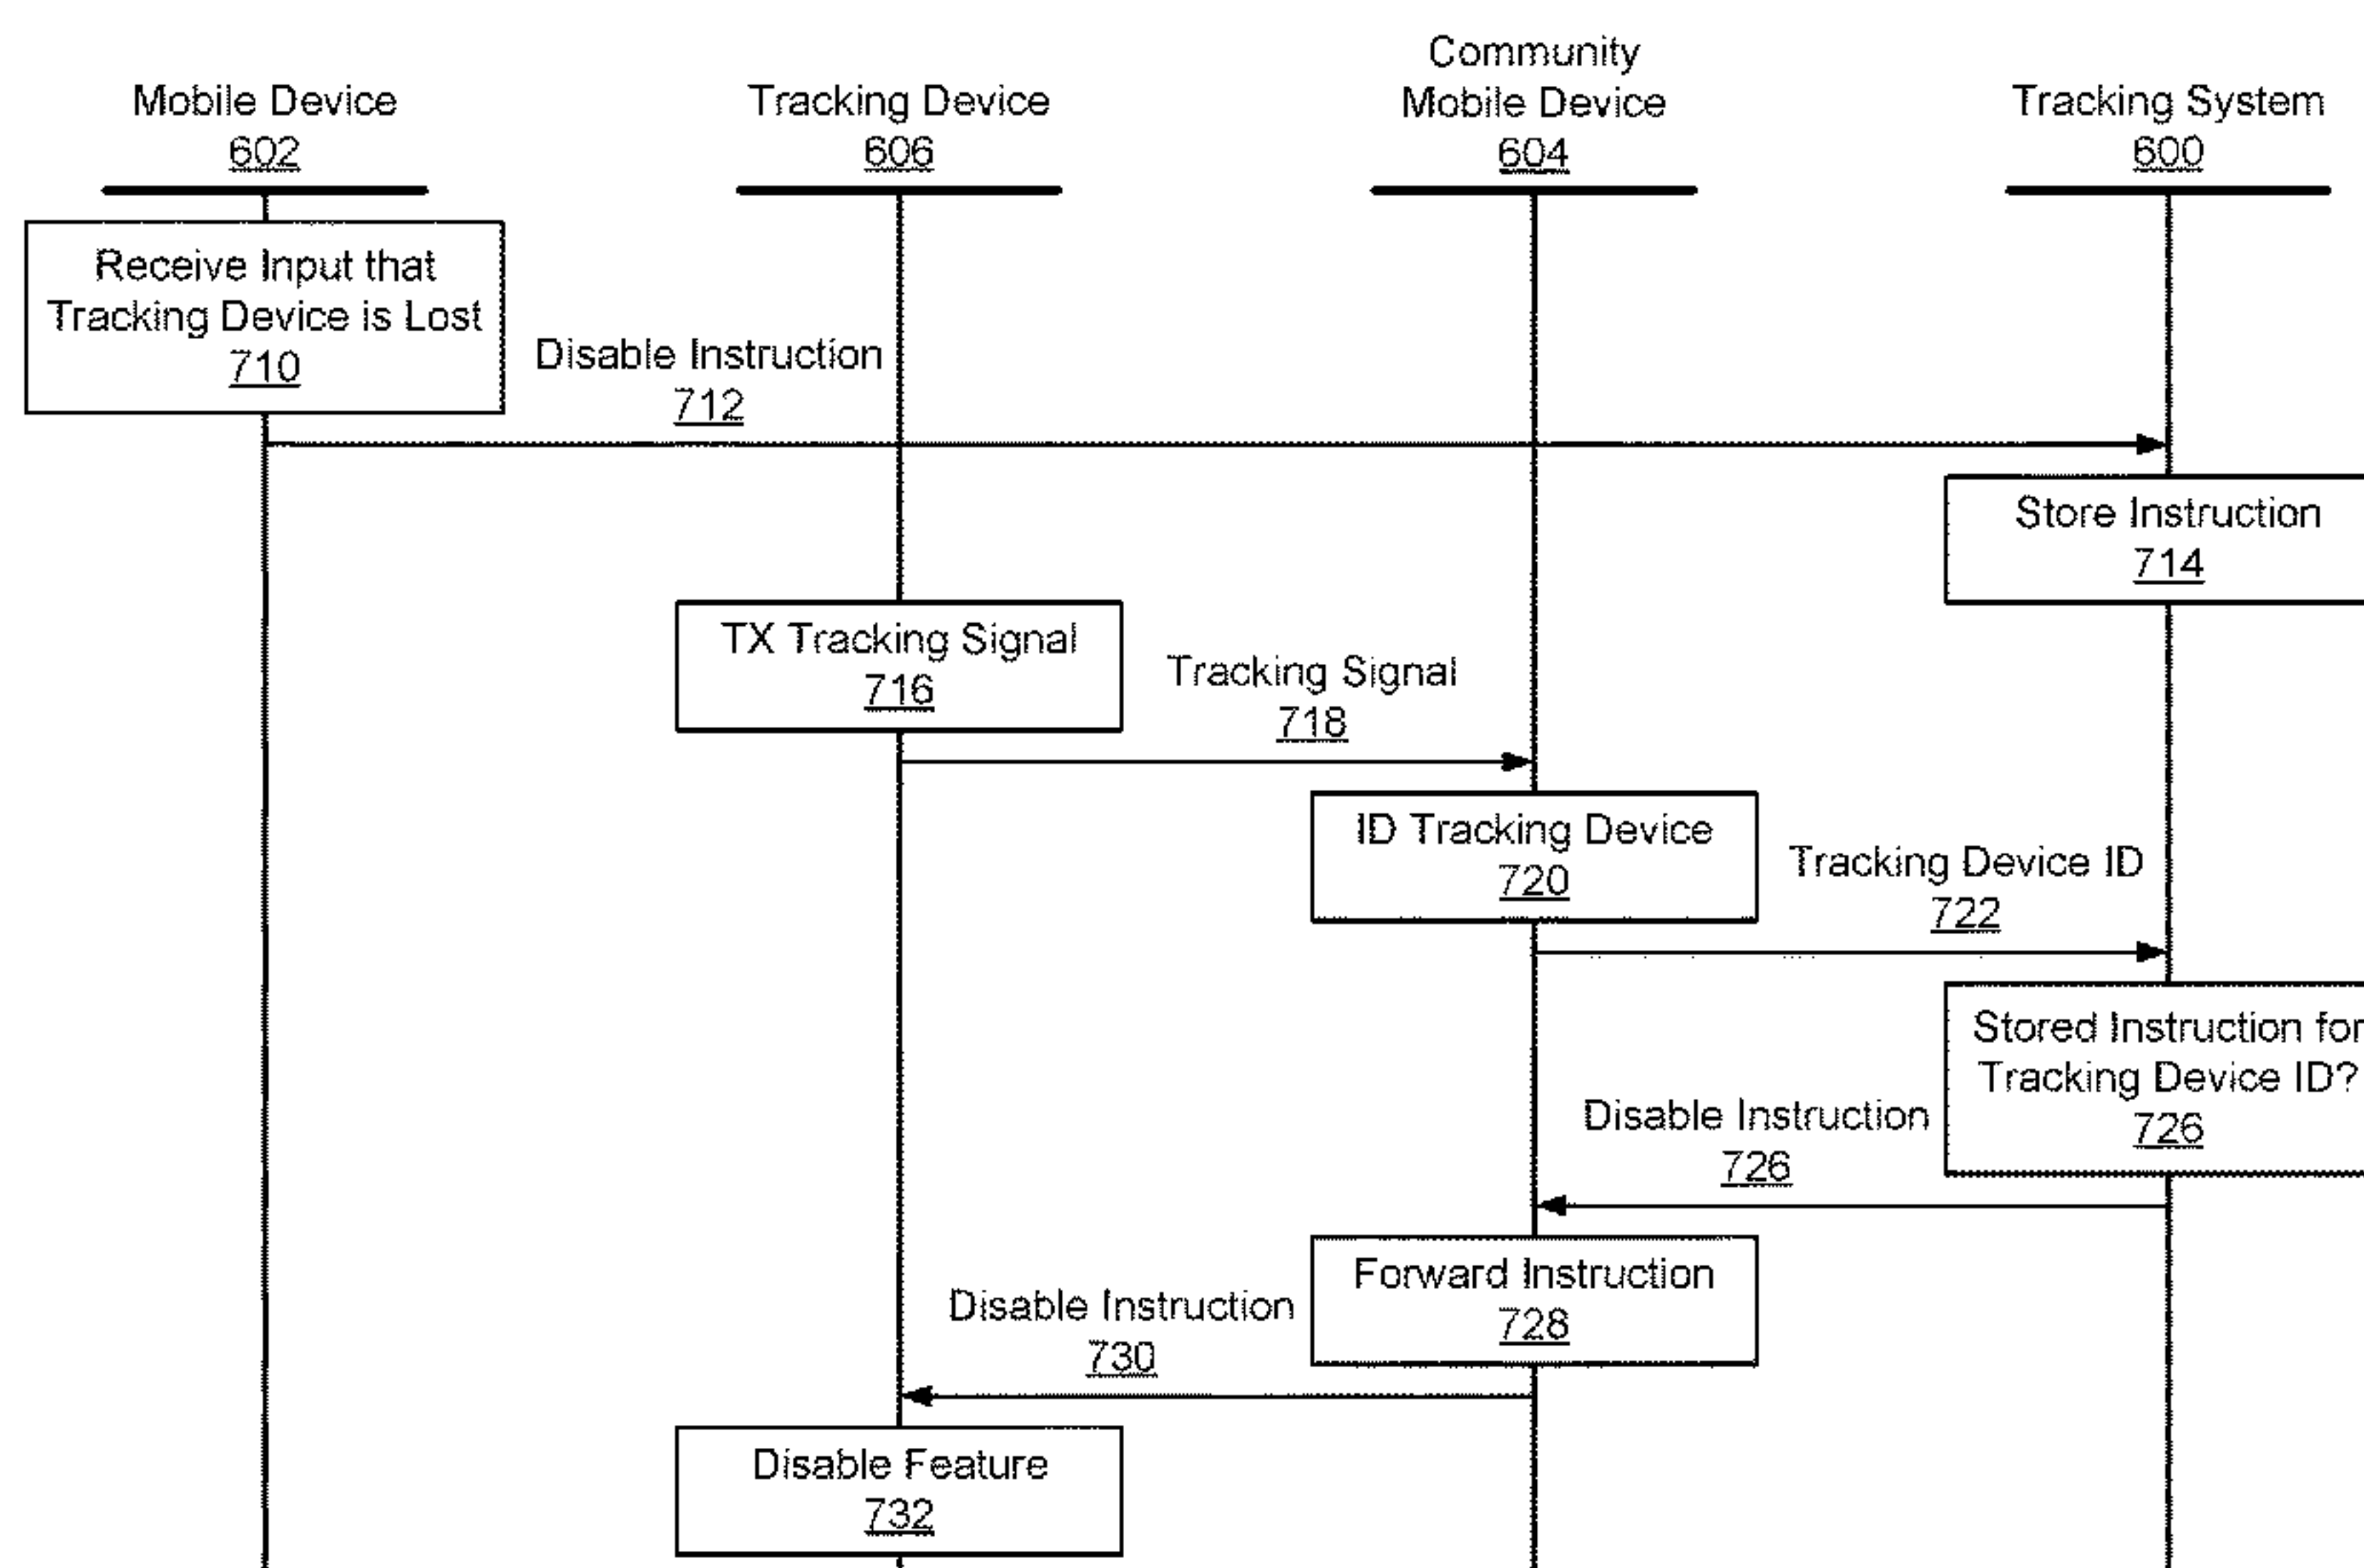 Mobile Device
602
Tracking Device
606
Community
Mobile Device
604
Tracking System
600
Receive Input that
Tracking Device is Lost
710
Disable Instruction
712
Store Instruction
714
TX Tracking Signal
716
Tracking Signal
718
ID Tracking Device
720
Tracking Device ID
722
Stored Instruction for
Tracking Device ID?
726
Disable Instruction
726
Forward Instruction
728
Disable Instruction
730
Disable Feature
732